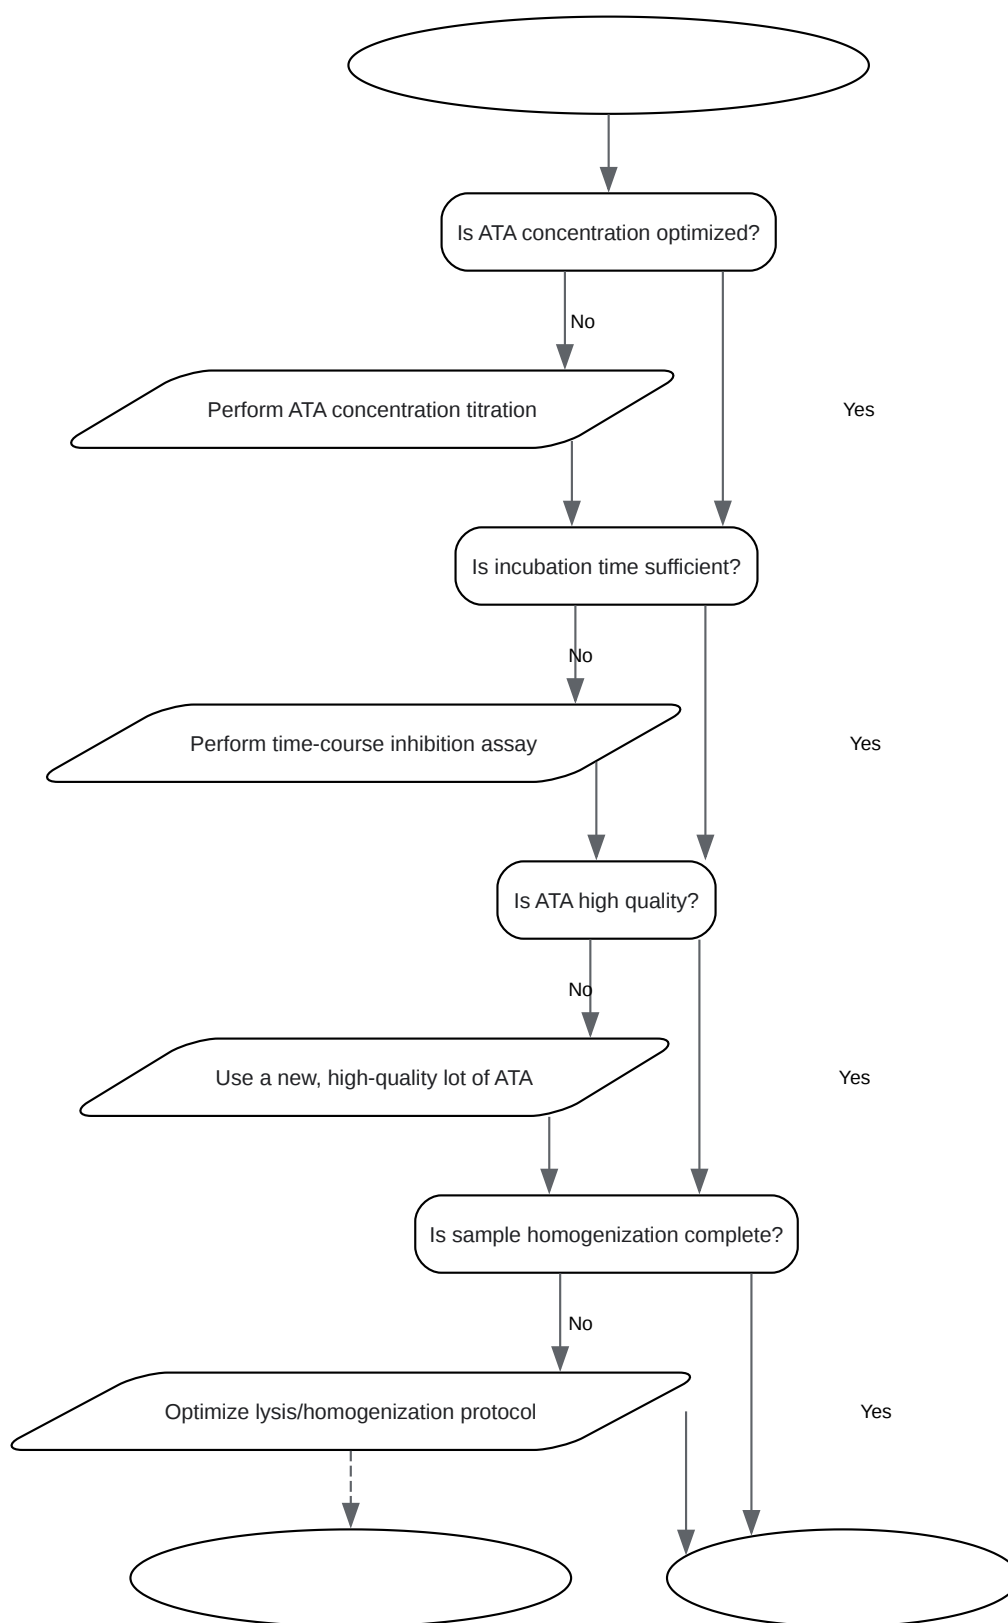 Is ATA concentration optimized?
No
Perform ATA concentration titration
Yes
Is incubation time sufficient?
No
Perform time-course inhibition assay
Yes
Is ATA high quality?
No
Use a new, high-quality lot of ATA
Yes
Is sample homogenization complete?
No
Optimize lysis/homogenization protocol
Yes